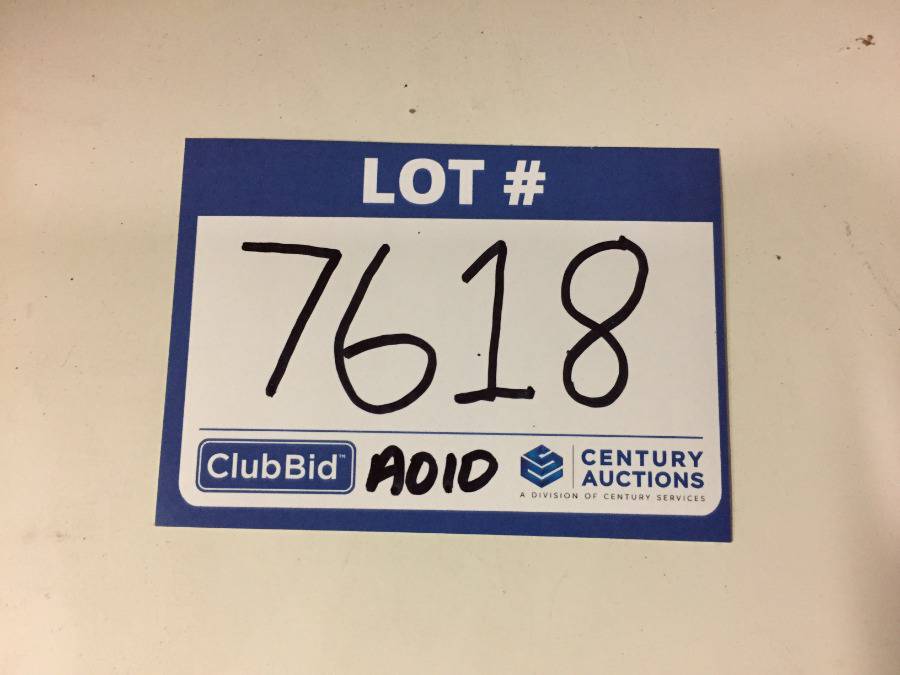 LOT #
7618
ClubBid™ A010 CENTURY
AUCTIONS
A DIVISION OF CENTURY SERVICES